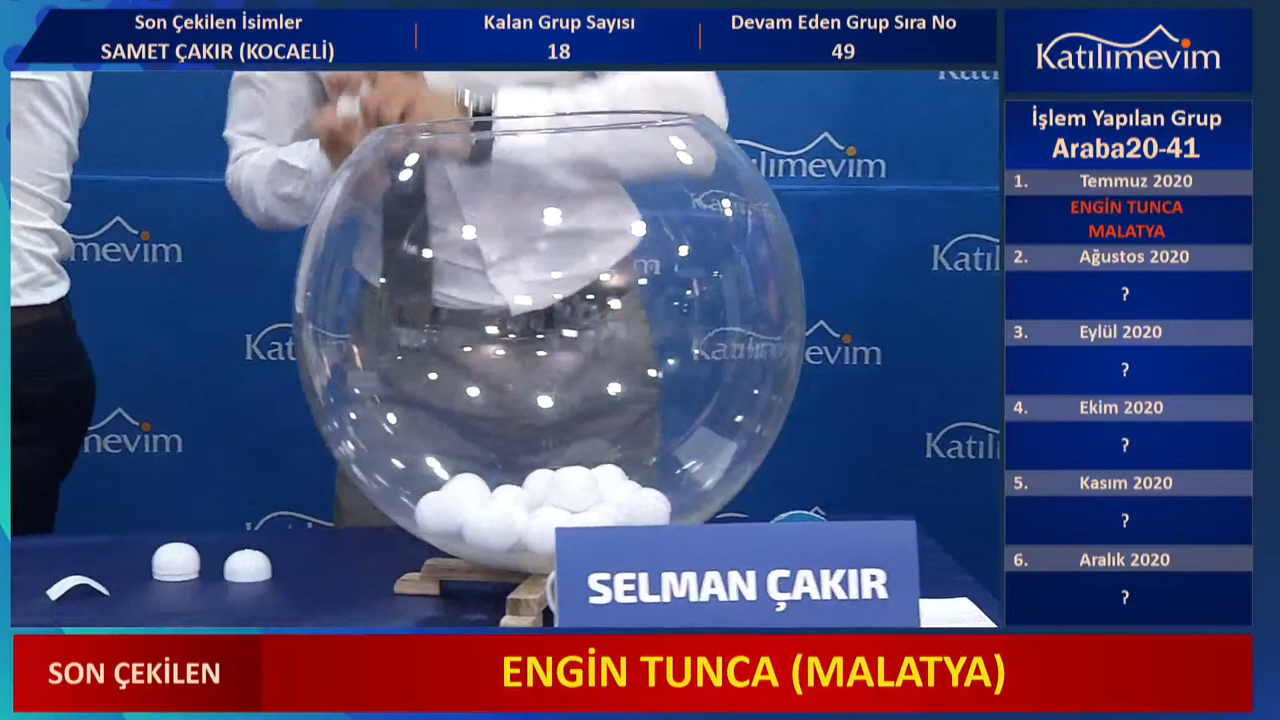 Son Çekilen İsimler
SAMET ÇAKIR (KOCAELİ)
Kalan Grup Sayısı
18
Devam Eden Grup Sıra No
49
Katılımevim
İşlem Yapılan Grup
Araba20-41
1. Temmuz 2020
ENGİN TUNCA
MALATYA
2. Ağustos 2020
?
3. Eylül 2020
?
4. Ekim 2020
?
5. Kasım 2020
?
6. Aralık 2020
?
SELMAN ÇAKIR
SON ÇEKİLEN
ENGİN TUNCA (MALATYA)